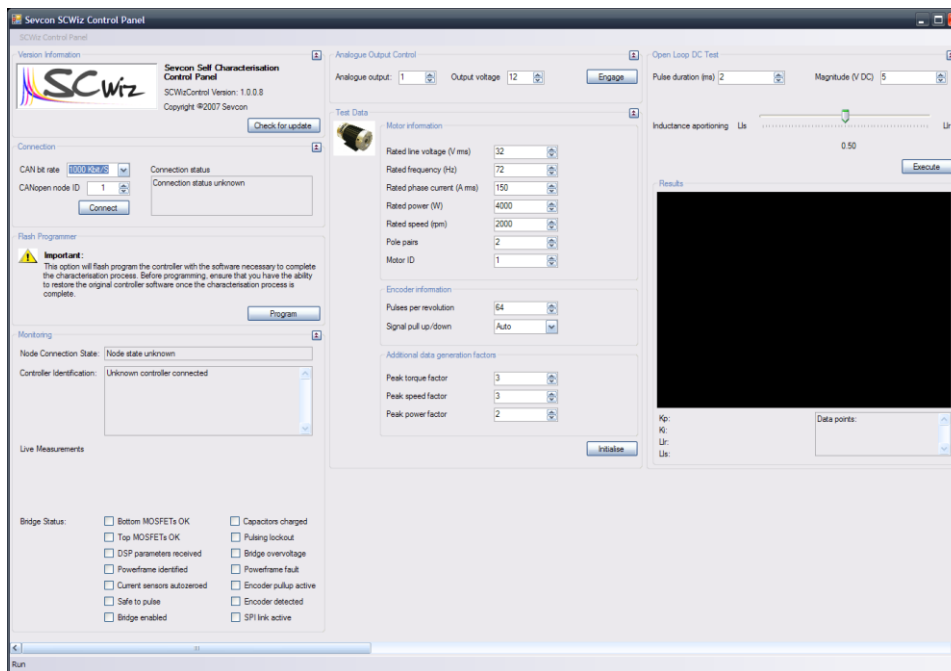 Sevcon SCWiz Control Panel
SCWiz Control Panel
Version Information
SCWiz
Sevcon Self Characterisation
Control Panel
SCWizControl Version: 1.0.0.8
Copyright ©2007 Sevcon
Check for update
Connection
CAN bit rate 1000 Kbit/S
Connection status
Connection status unknown
CANopen node ID 1
Connect
Flash Programmer
Important:
This option will flash program the controller with the software necessary to complete
the characterisation process. Before programming, ensure that you have the ability
to restore the original controller software once the characterisation process is
complete.
Program
Monitoring
Node Connection State: Node state unknown
Controller Identification: Unknown controller connected
Live Measurements
Bridge Status:
Bottom MOSFETs OK
Capacitors charged
Top MOSFETs OK
Pulsing lockout
DSP parameters received
Bridge overvoltage
Powerframe identified
Powerframe fault
Current sensors autozeroed
Encoder pullup active
Safe to pulse
Encoder detected
Bridge enabled
SPI link active
Analogue Output Control
Analogue output: 1 Output voltage 12 Engage
Test Data
Motor information
Rated line voltage (V rms) 32
Rated frequency (Hz) 72
Rated phase current (A rms) 150
Rated power (W) 4000
Rated speed (rpm) 2000
Pole pairs 2
Motor ID 1
Encoder information
Pulses per revolution 64
Signal pull up/down Auto
Additional data generation factors
Peak torque factor 3
Peak speed factor 3
Peak power factor 2
Initialise
Open Loop DC Test
Pulse duration (ms) 2 Magnitude (V DC) 5
Inductance aportioning Lls Llr
0.50
Execute
Results
Kp:
Ki:
Llr:
Lls:
Data points:
Run